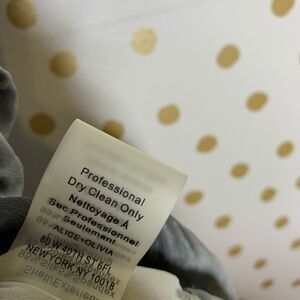 Professional
Dry Clean Only
Nettoyage À
Sec Professionnel
Seulement
ALICE+OLIVIA
80 W 40TH ST 6FL
NEW YORK, NY 10018